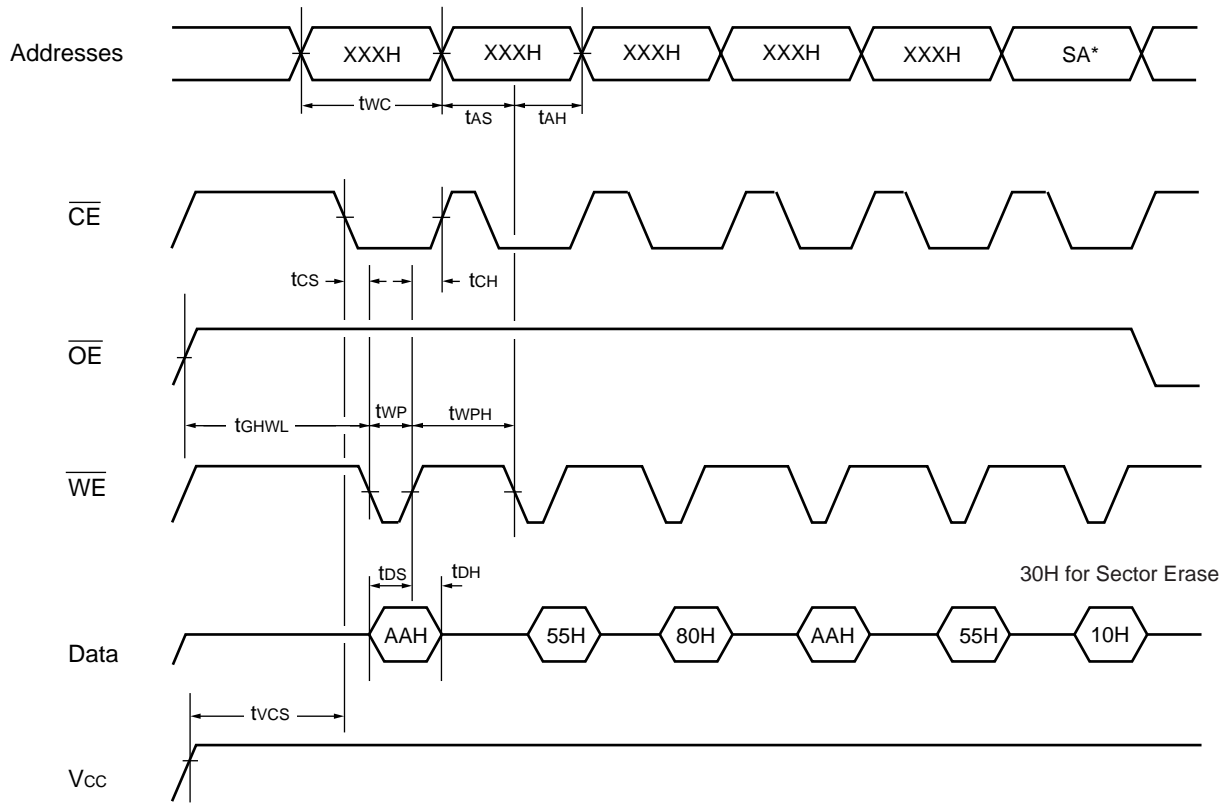 Addresses XXXH XXXH XXXH XXXH XXXH SA*
tWC tAS tAH
CE
tCS tCH
OE
tGHWL tWP tWPH
WE
tDS tDH
30H for Sector Erase
Data AAH 55H 80H AAH 55H 10H
tVCS
VCC